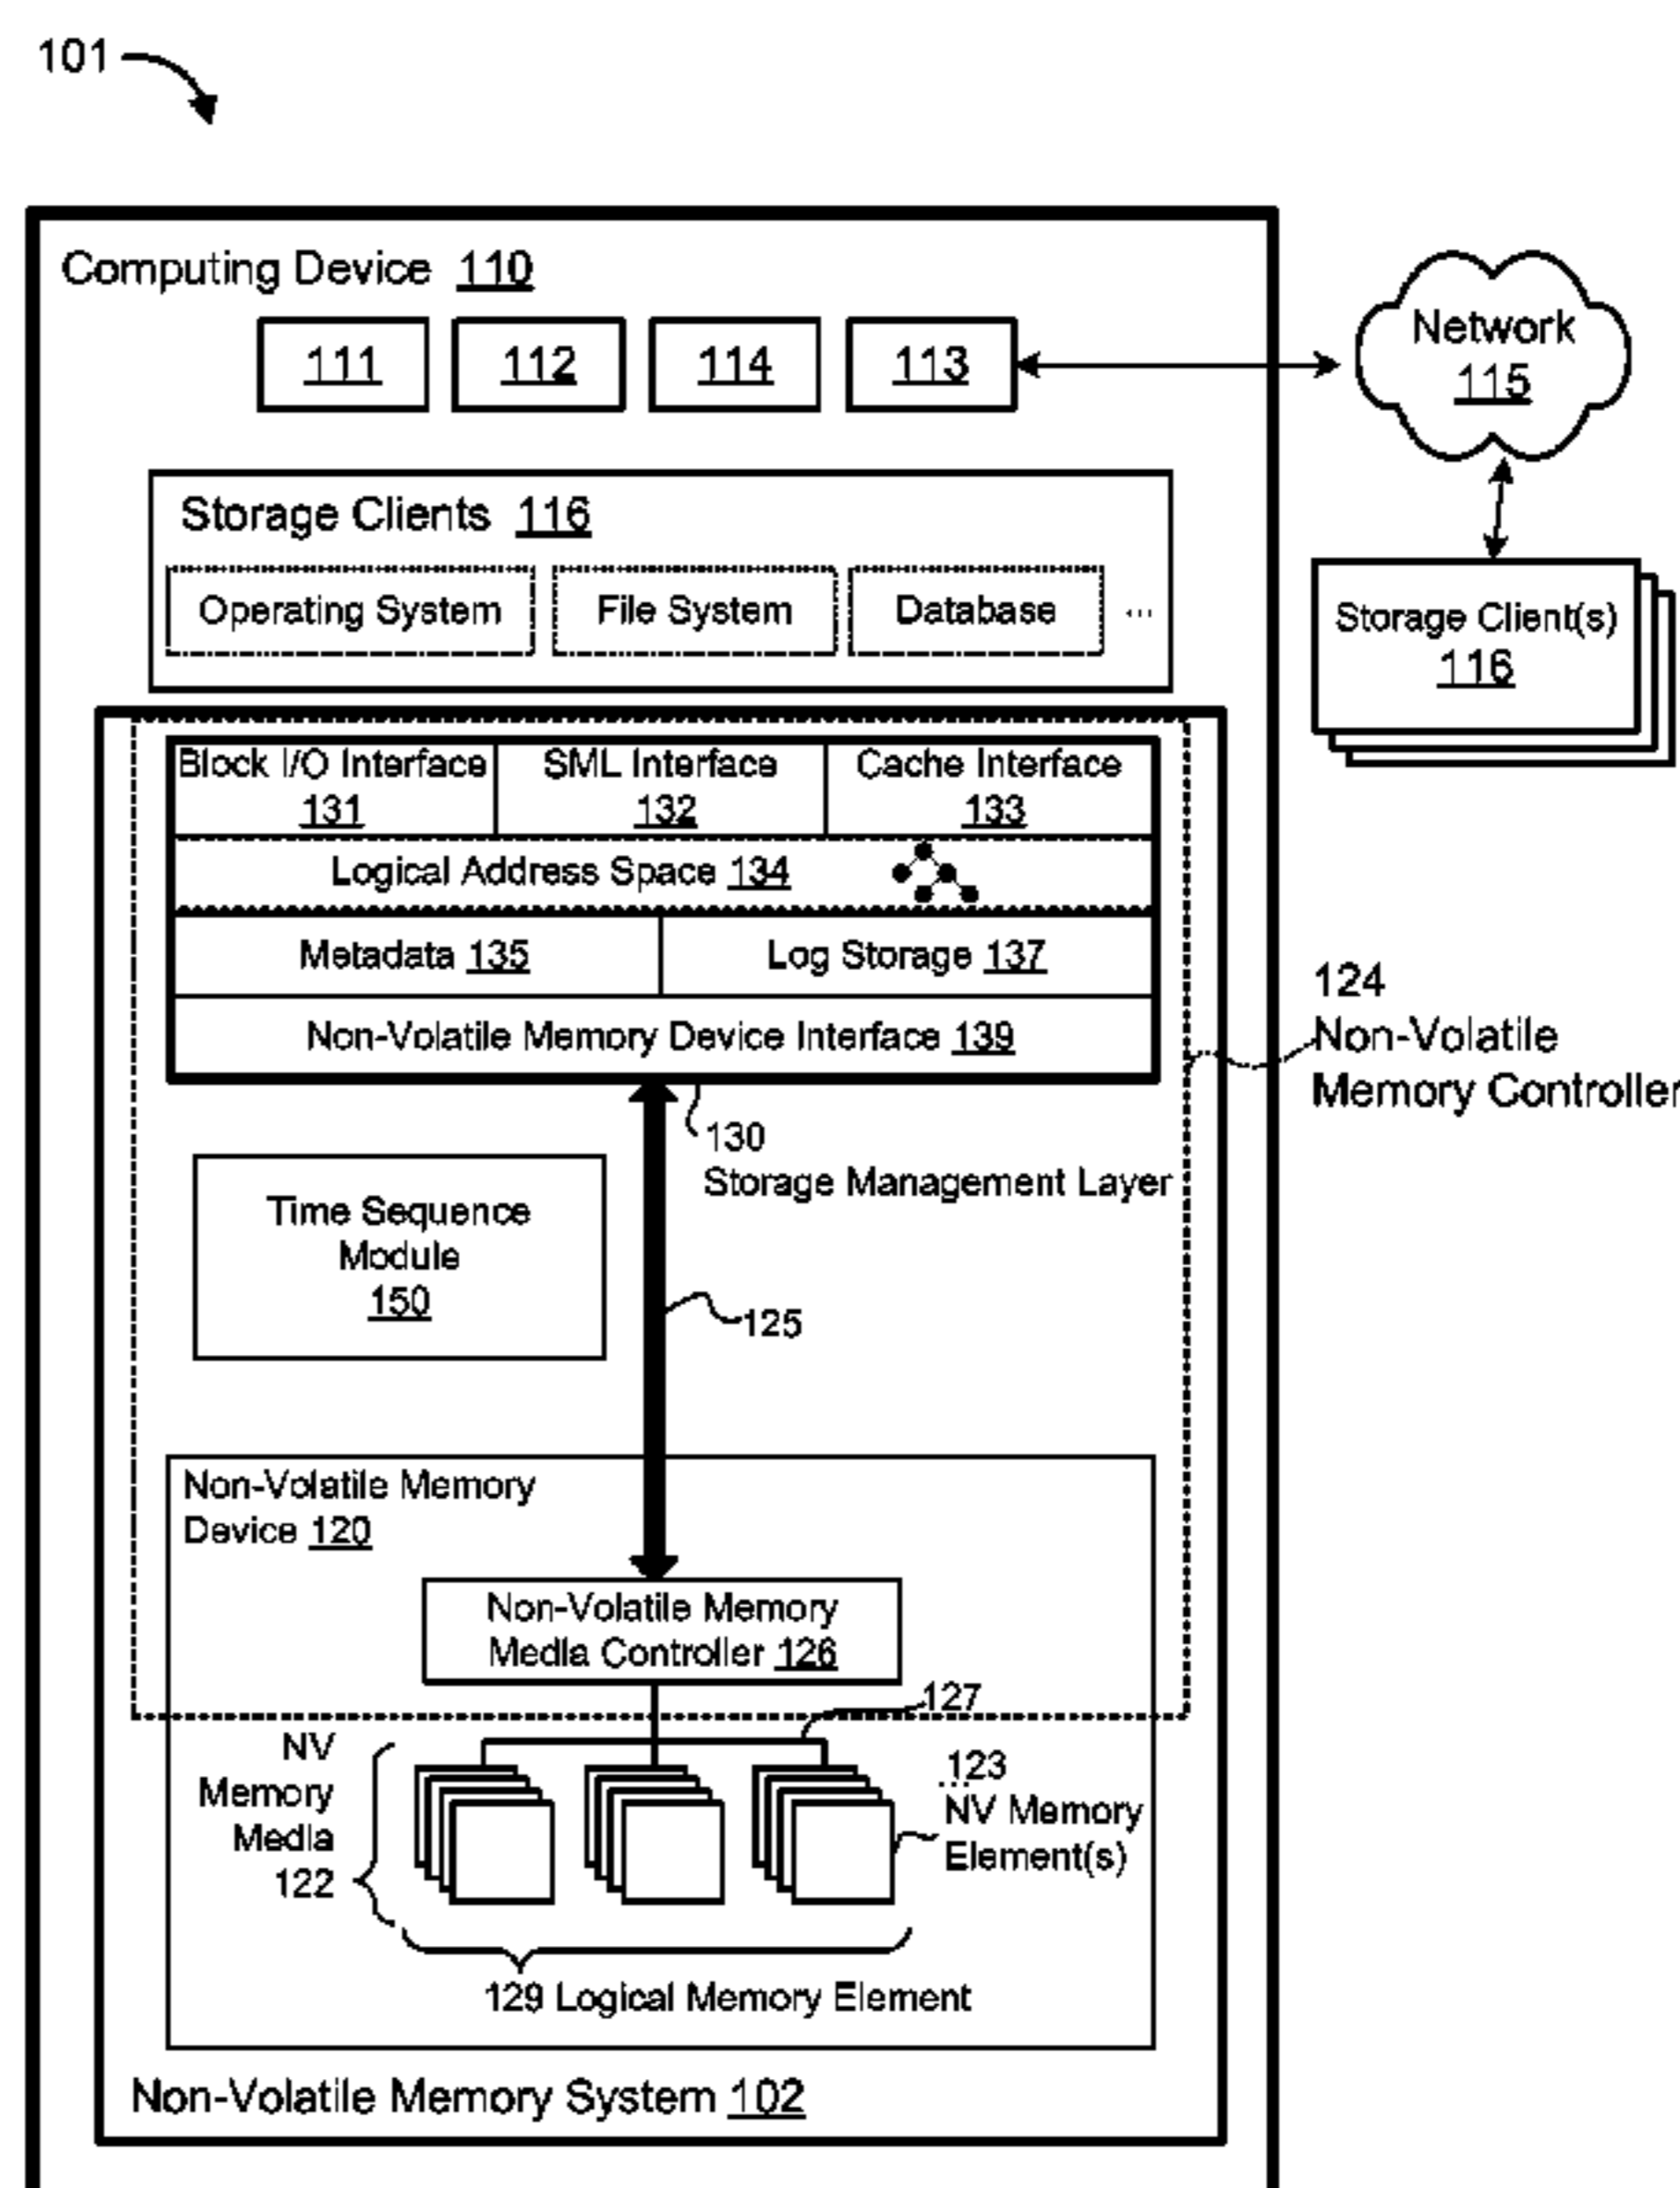 101
Computing Device 110
111 112 114 113
Network
115
Storage Clients 116
Operating System File System Database ...
Storage Client(s)
116
Block I/O Interface
131
SML Interface
132
Cache Interface
133
Logical Address Space 134
Metadata 135 Log Storage 137
Non-Volatile Memory Device Interface 139
124
Non-Volatile
Memory Controller
130
Storage Management Layer
Time Sequence
Module
150
125
Non-Volatile Memory
Device 120
Non-Volatile Memory
Media Controller 126
127
NV
Memory
Media
122
...
123
NV Memory
Element(s)
129 Logical Memory Element
Non-Volatile Memory System 102